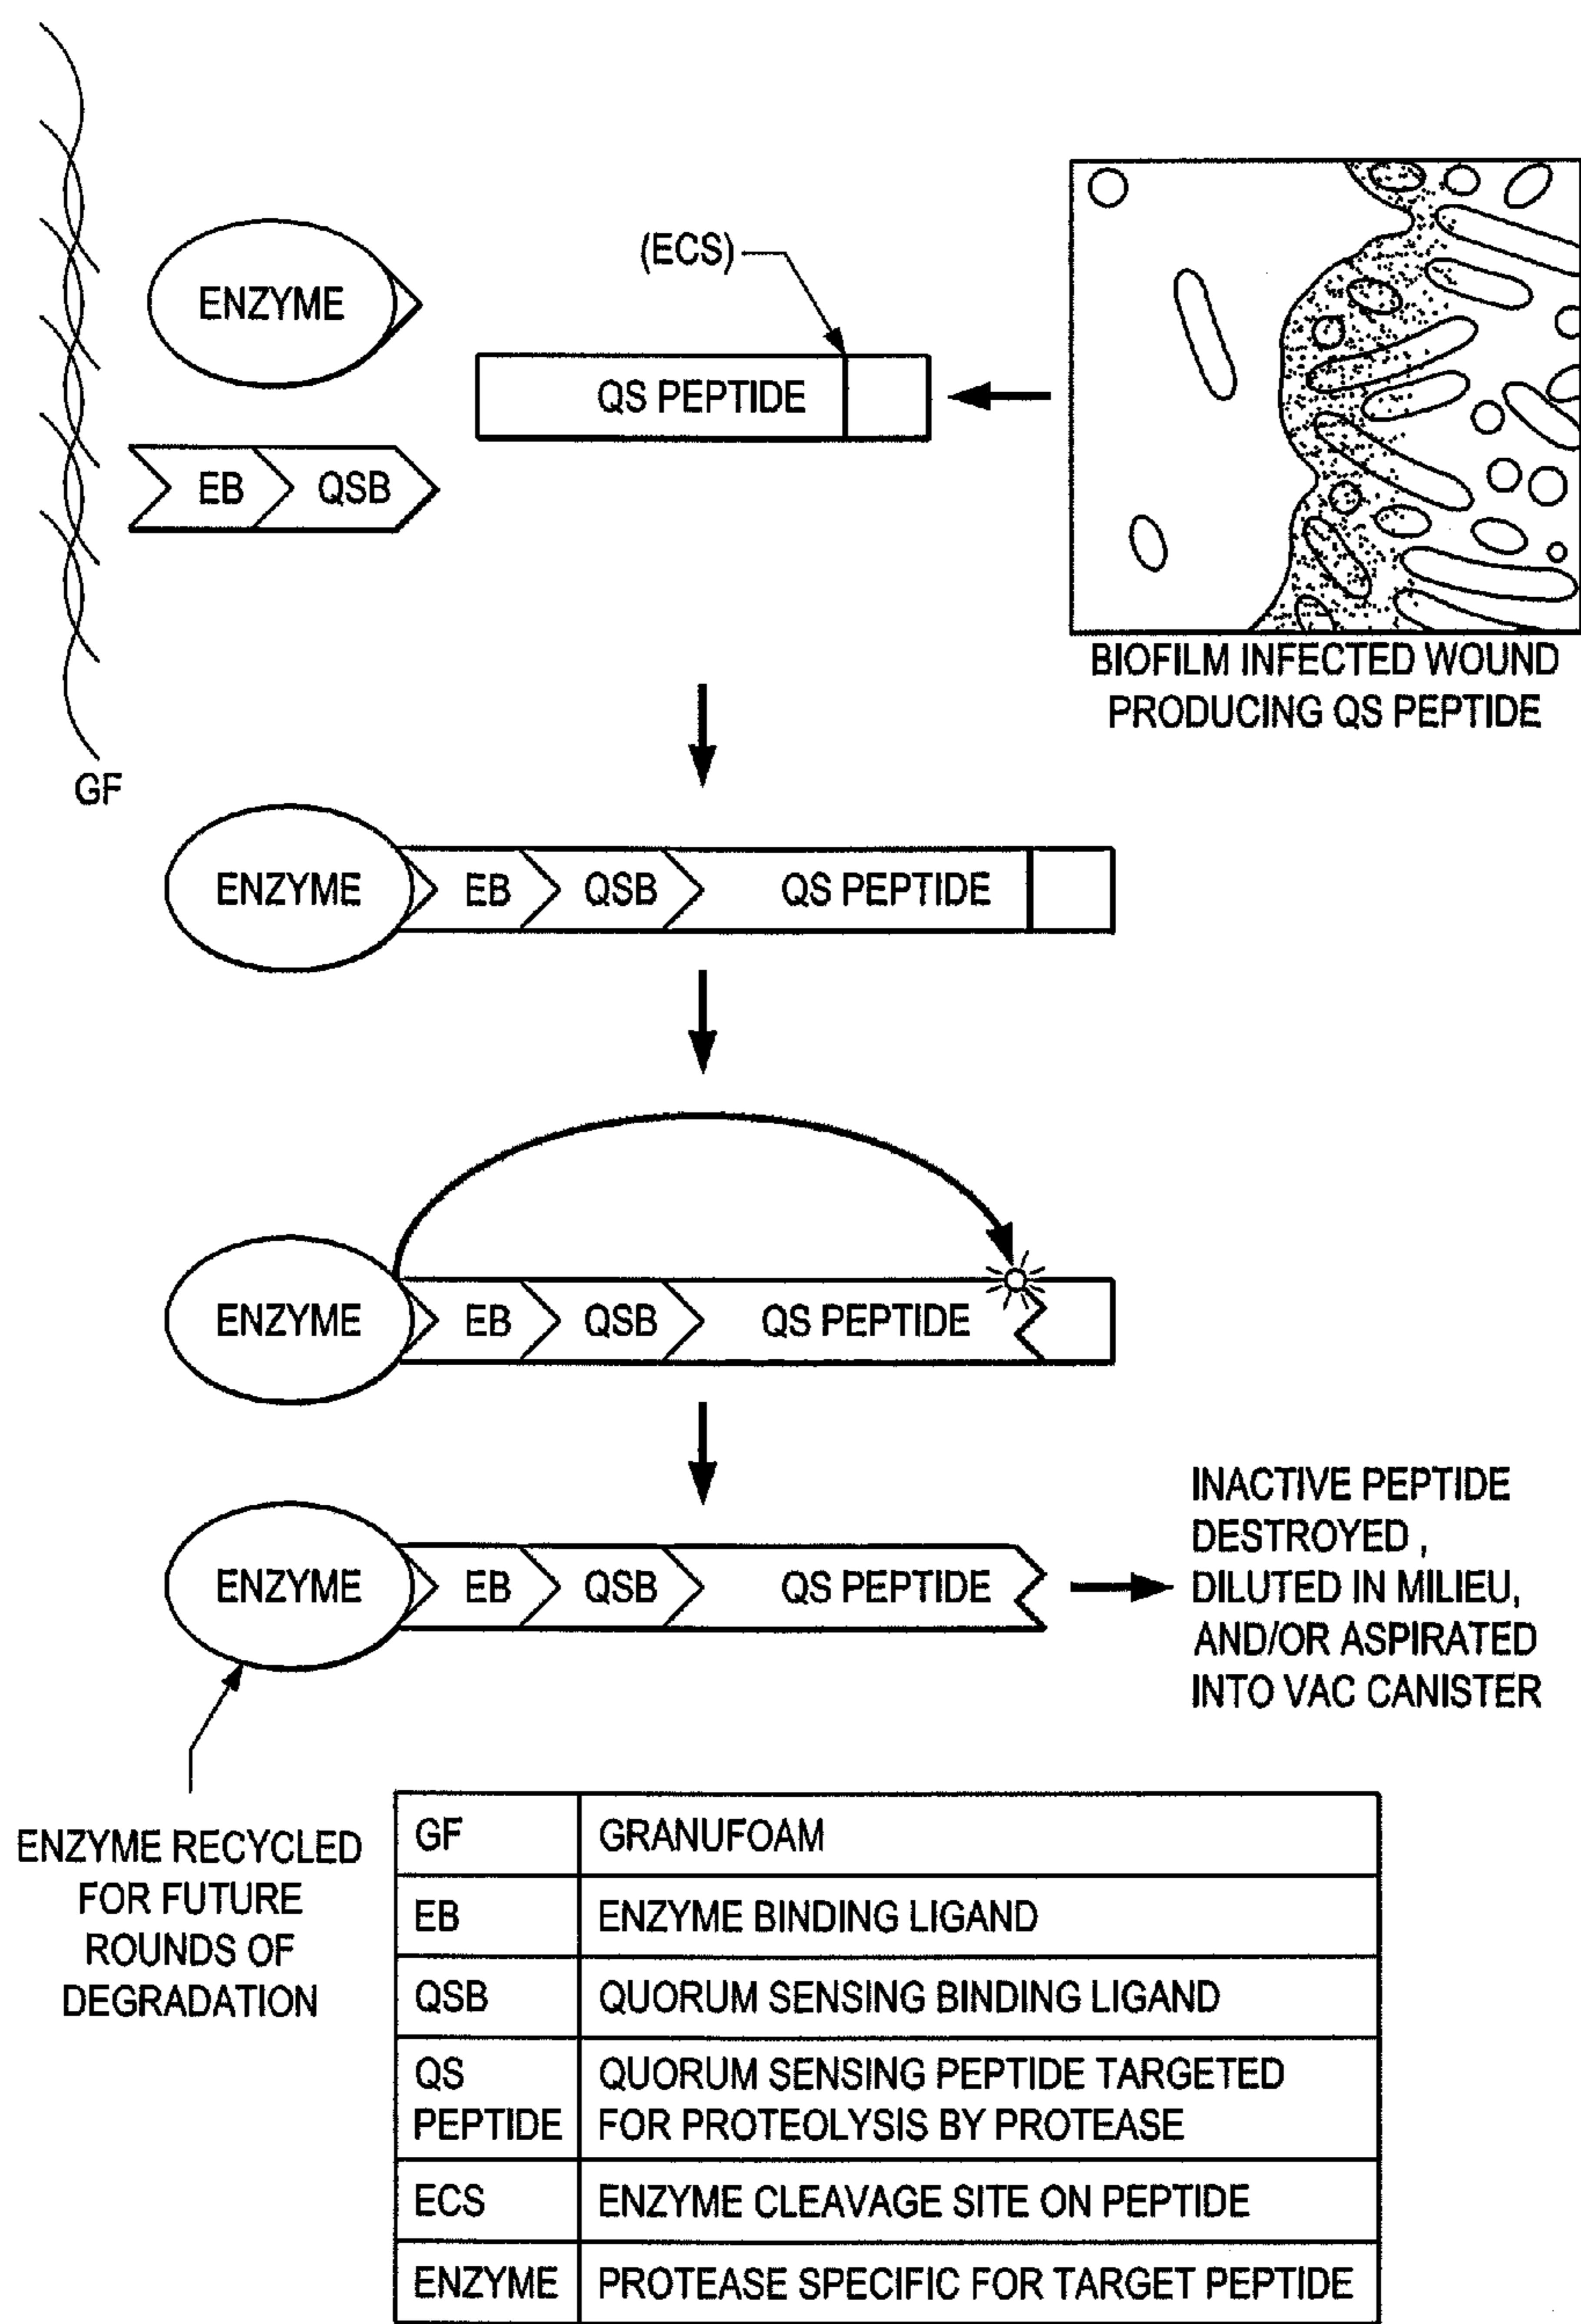 ENZYME
(ECS)
QS PEPTIDE
EB QSB
BIOFILM INFECTED WOUND
PRODUCING QS PEPTIDE
GF
ENZYME EB QSB QS PEPTIDE
ENZYME EB QSB QS PEPTIDE
ENZYME EB QSB QS PEPTIDE
INACTIVE PEPTIDE
DESTROYED ,
DILUTED IN MILIEU,
AND/OR ASPIRATED
INTO VAC CANISTER
ENZYME RECYCLED
FOR FUTURE
ROUNDS OF
DEGRADATION
GF GRANUFOAM
EB ENZYME BINDING LIGAND
QSB QUORUM SENSING BINDING LIGAND
QS QUORUM SENSING PEPTIDE TARGETED
PEPTIDE FOR PROTEOLYSIS BY PROTEASE
ECS ENZYME CLEAVAGE SITE ON PEPTIDE
ENZYME PROTEASE SPECIFIC FOR TARGET PEPTIDE